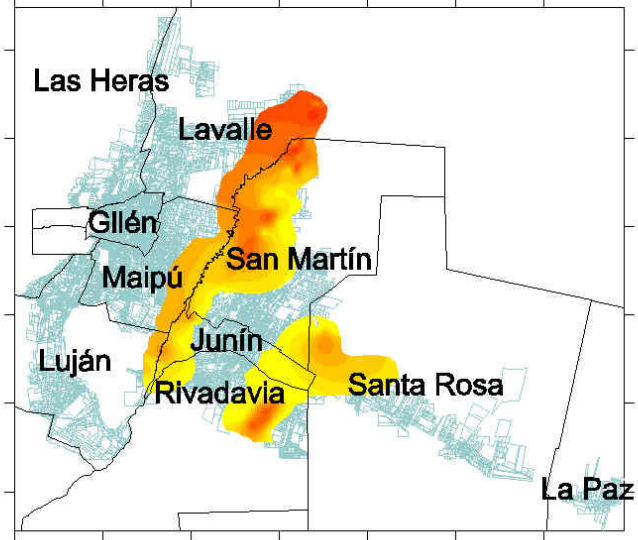 Las Heras
Lavalle
Gllén
San Martín
Maipú
Junín
Luján
Rivadavia
Santa Rosa
La Paz